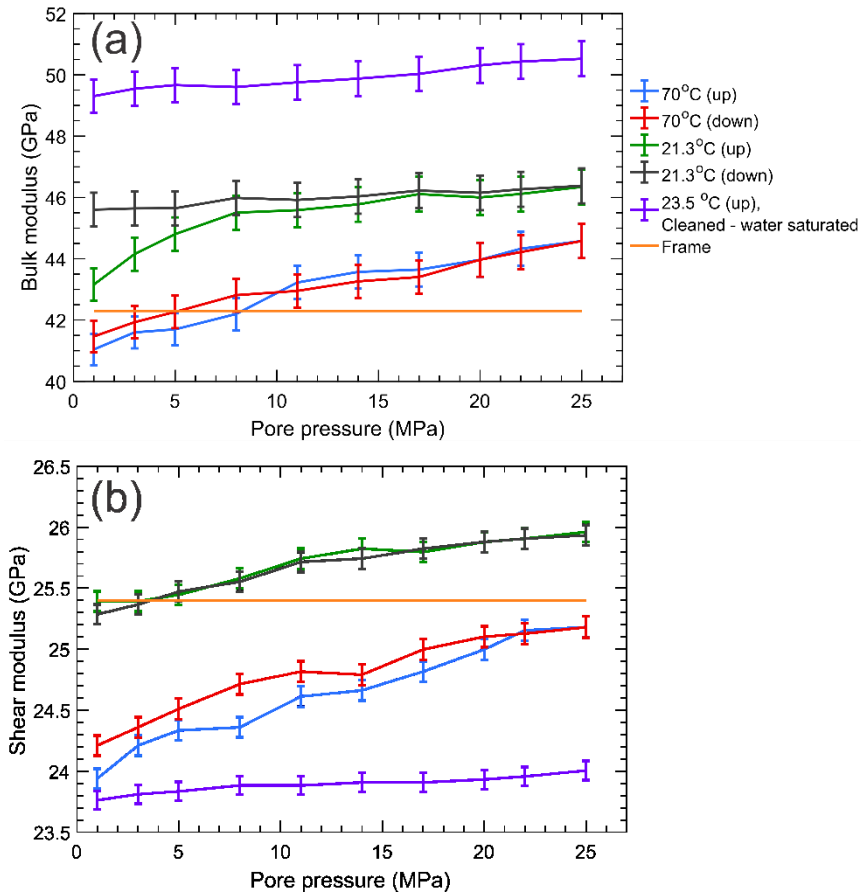 (a)
52
50
48
46
44
42
40
Bulk modulus (GPa)
0 5 10 15 20 25
Pore pressure (MPa)
70°C (up)
70°C (down)
21.3°C (up)
21.3°C (down)
23.5 °C (up),
Cleaned - water saturated
Frame
(b)
26.5
26
25.5
25
24.5
24
23.5
Shear modulus (GPa)
0 5 10 15 20 25
Pore pressure (MPa)